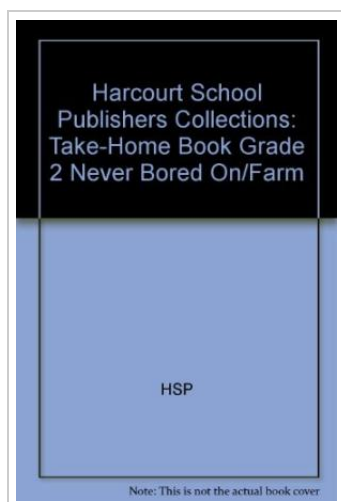 Harcourt School
Publishers Collections:
Take-Home Book Grade
2 Never Bored On/Farm
HSP
Note: This is not the actual book cover